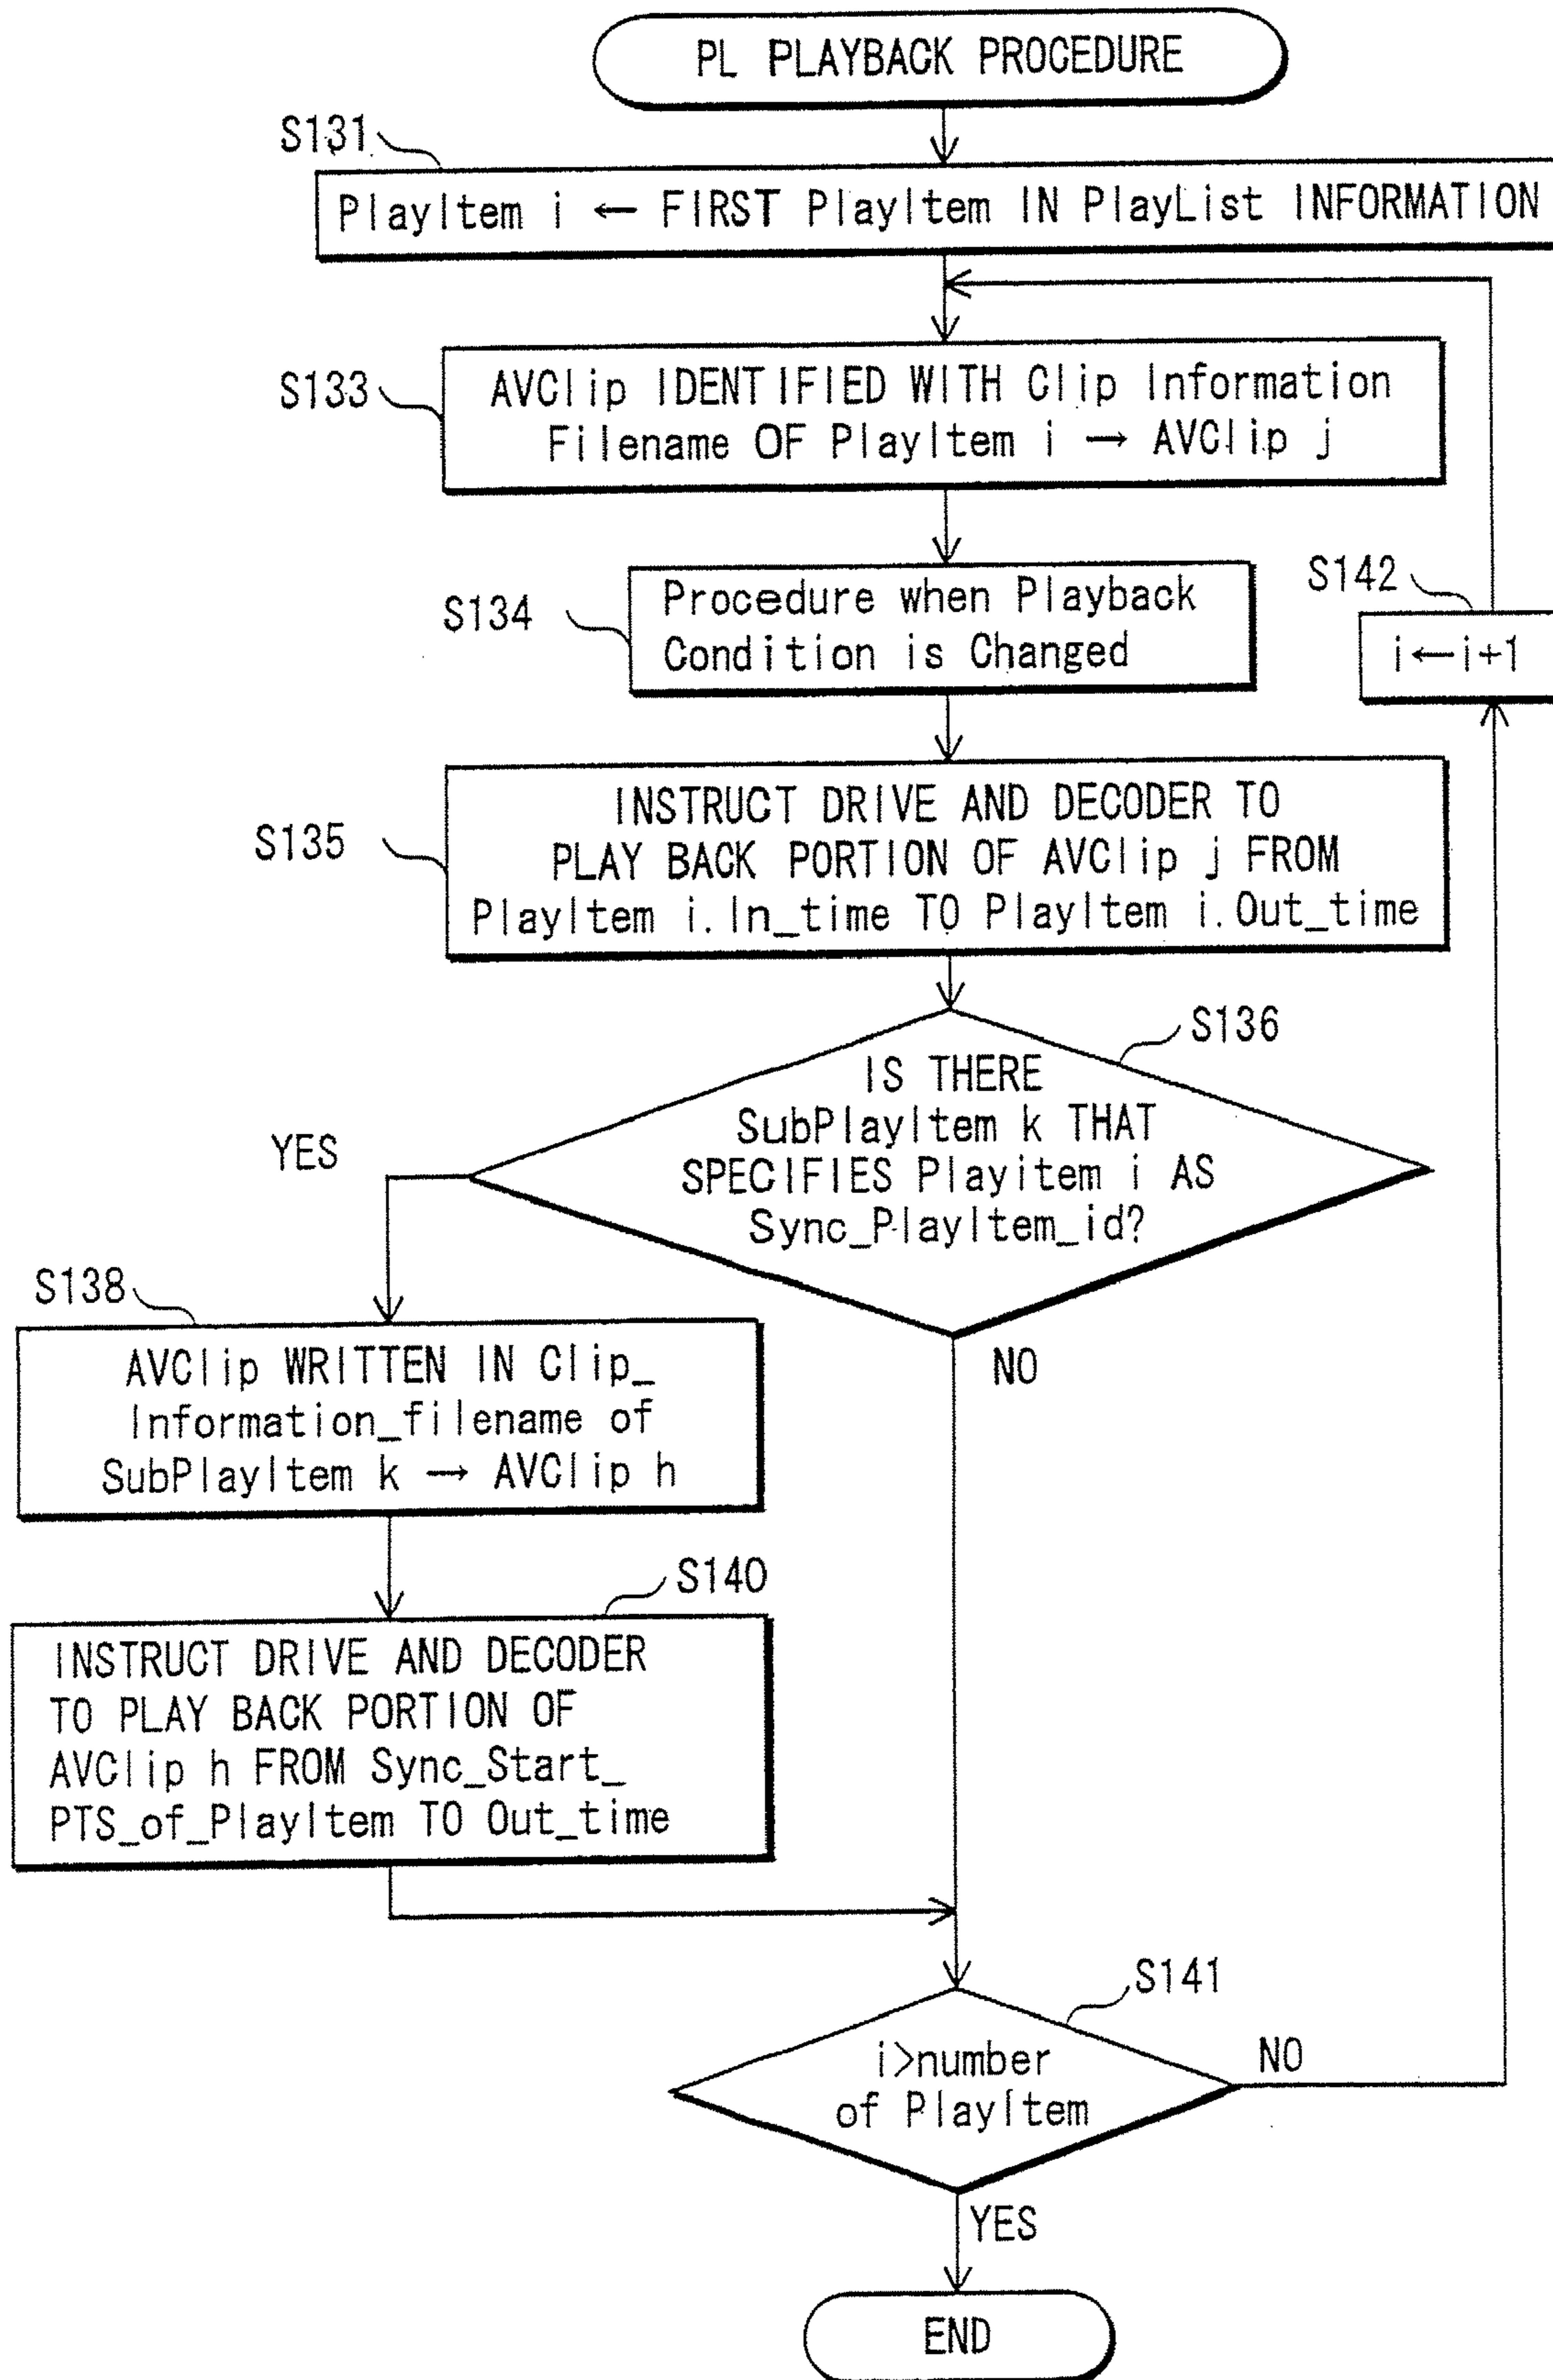 PL PLAYBACK PROCEDURE
S131
PlayItem i ← FIRST PlayItem IN PlayList INFORMATION
S133
AVClip IDENTIFIED WITH Clip Information
Filename OF PlayItem i → AVClip j
S134
Procedure when Playback
Condition is Changed
S142
i←i+1
S135
INSTRUCT DRIVE AND DECODER TO
PLAY BACK PORTION OF AVClip j FROM
PlayItem i.In_time TO PlayItem i.Out_time
S136
IS THERE
SubPlayItem k THAT
SPECIFIES Playitem i AS
Sync_PlayItem_id?
YES
NO
S138
AVClip WRITTEN IN Clip_
Information_filename of
SubPlayItem k → AVClip h
S140
INSTRUCT DRIVE AND DECODER
TO PLAY BACK PORTION OF
AVClip h FROM Sync_Start_
PTS_of_PlayItem TO Out_time
S141
i>number
of PlayItem
NO
YES
END